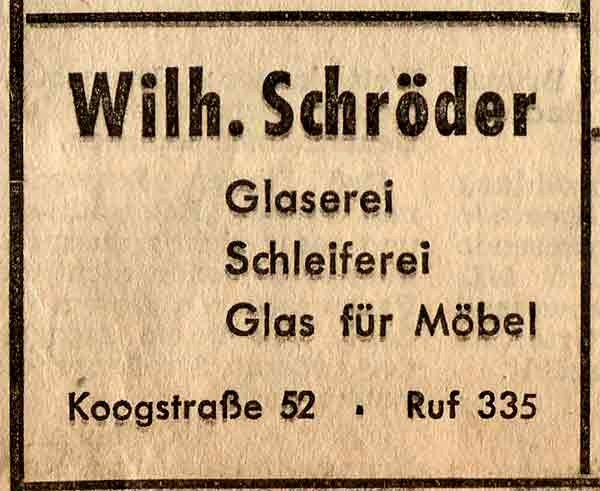 Wilh. Schröder
Glaserei
Schleiferei
Glas für Möbel
Koogstraße 52 . Ruf 335